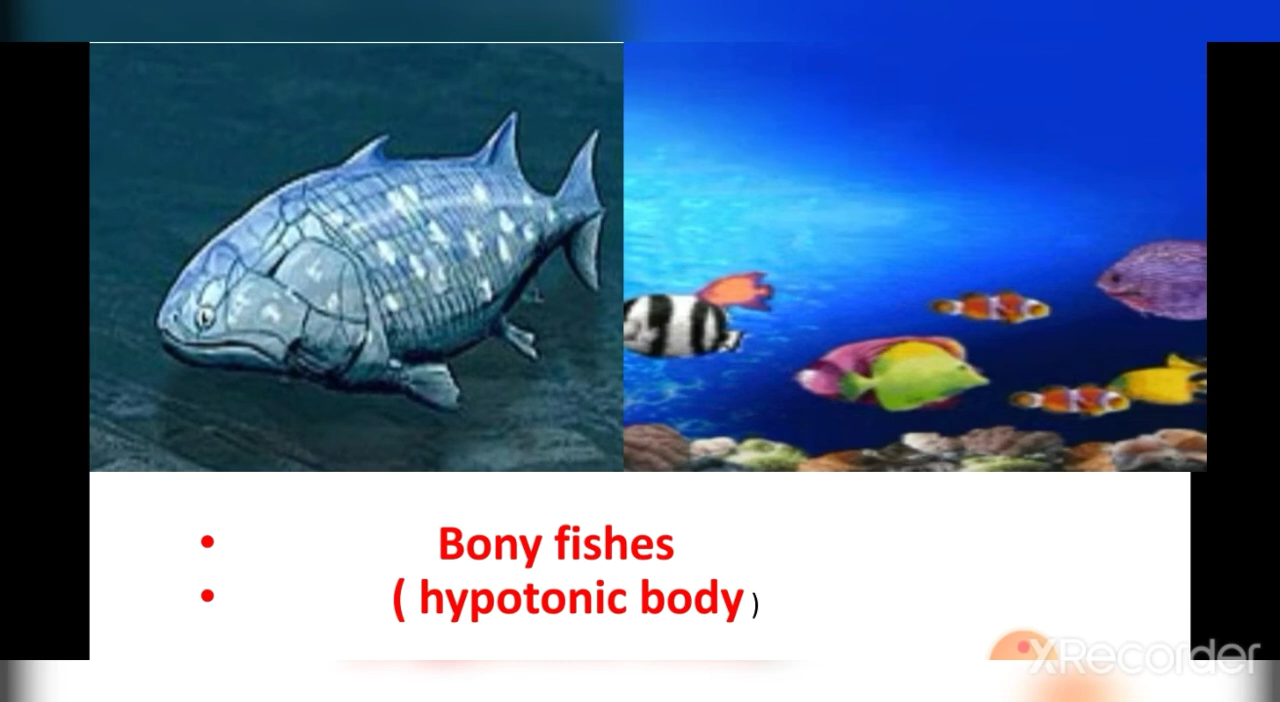 • Bony fishes
• ( hypotonic body )
XRecorder